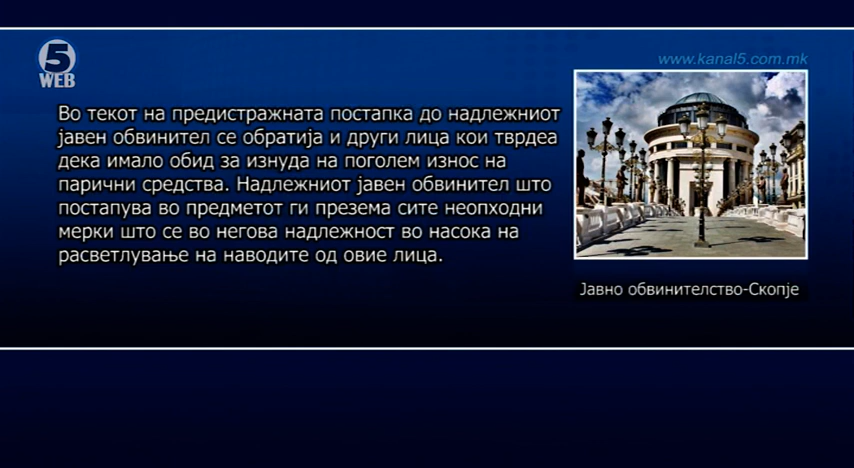 5
WEB
www.kanal5.com.mk
Во текот на предистражната постапка до надлежниот
јавен обвинител се обратија и други лица кои тврдеа
дека имало обид за изнуда на поголем износ на
парични средства. Надлежниот јавен обвинител што
постапува во предметот ги презема сите неопходни
мерки што се во негова надлежност во насока на
расветлување на наводите од овие лица.
Јавно обвинителство-Скопје